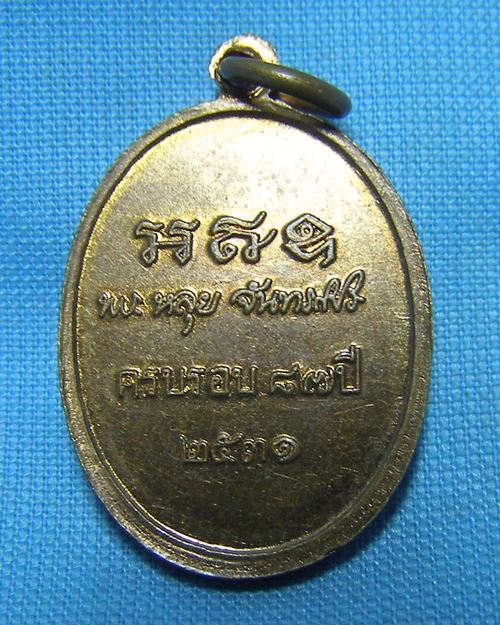 พระ หลุย จันทสาโร
ครบรอบ ๘๗ ปี
๒๕๓๑